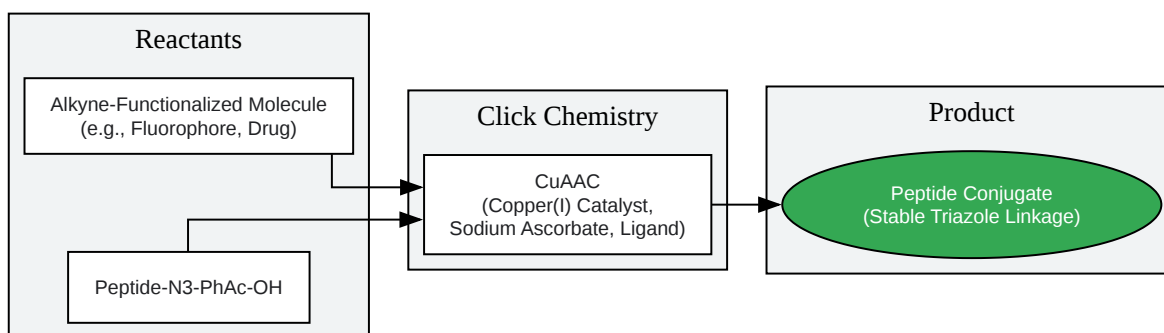 Reactants
Alkyne-Functionalized Molecule
(e.g., Fluorophore, Drug)
Peptide-N3-PhAc-OH
Click Chemistry
CuAAC
(Copper(I) Catalyst,
Sodium Ascorbate, Ligand)
Product
Peptide Conjugate
(Stable Triazole Linkage)